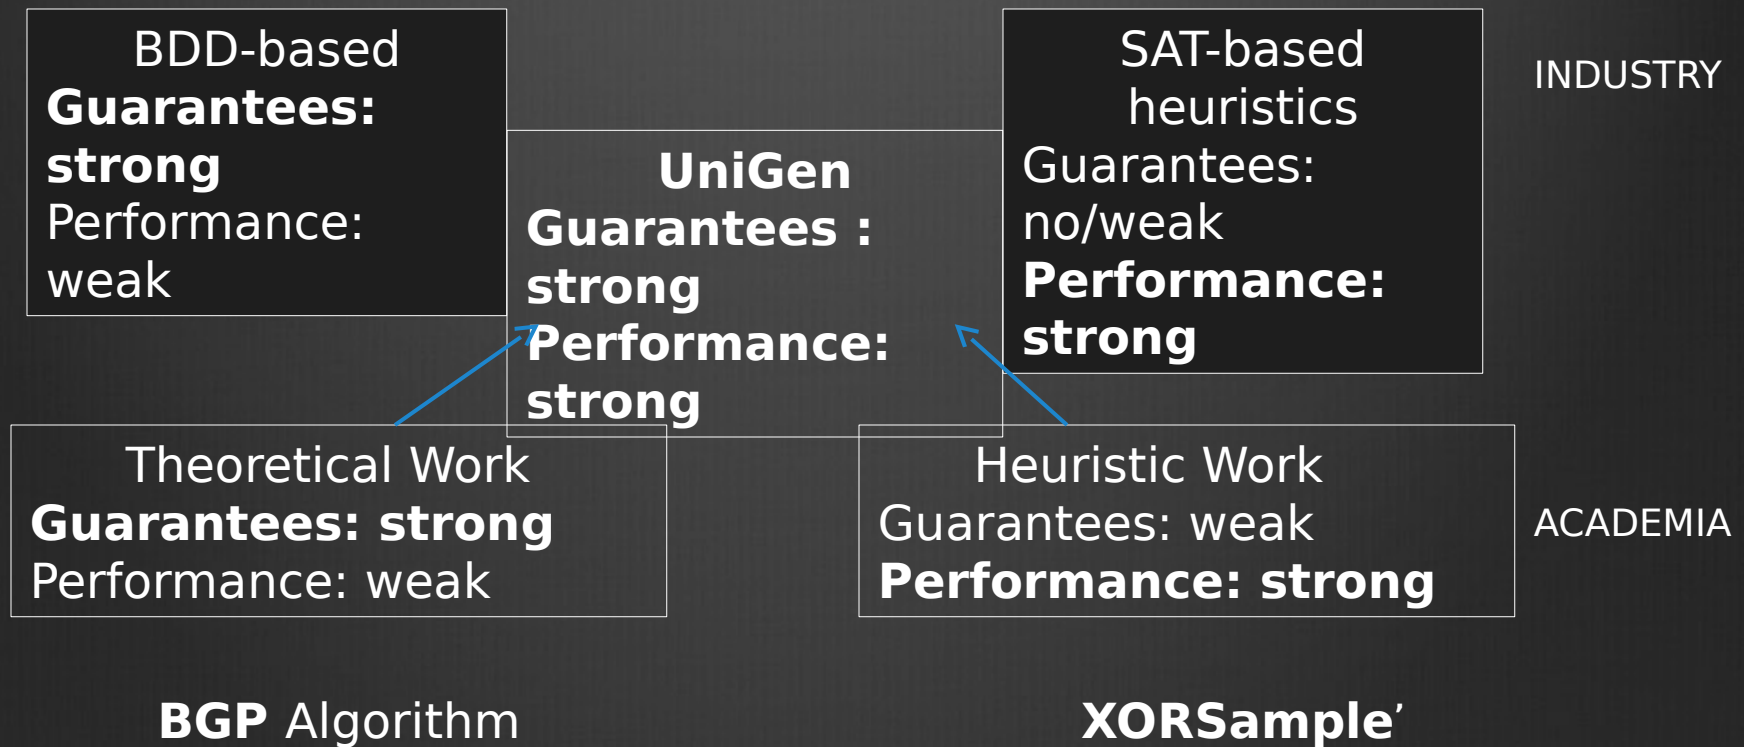 BDD-based
Guarantees:
strong
Performance:
weak
UniGen
Guarantees :
strong
Performance:
strong
SAT-based
heuristics
Guarantees:
no/weak
Performance:
strong
INDUSTRY
Theoretical Work
Guarantees: strong
Performance: weak
Heuristic Work
Guarantees: weak
Performance: strong
ACADEMIA
BGP Algorithm
XORSample’